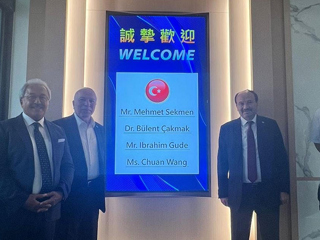 誠摯歡迎
WELCOME
Mr. Mehmet Sekmen
Dr. Bülent Çakmak
Mr. Ibrahim Gude
Ms. Chuan Wang